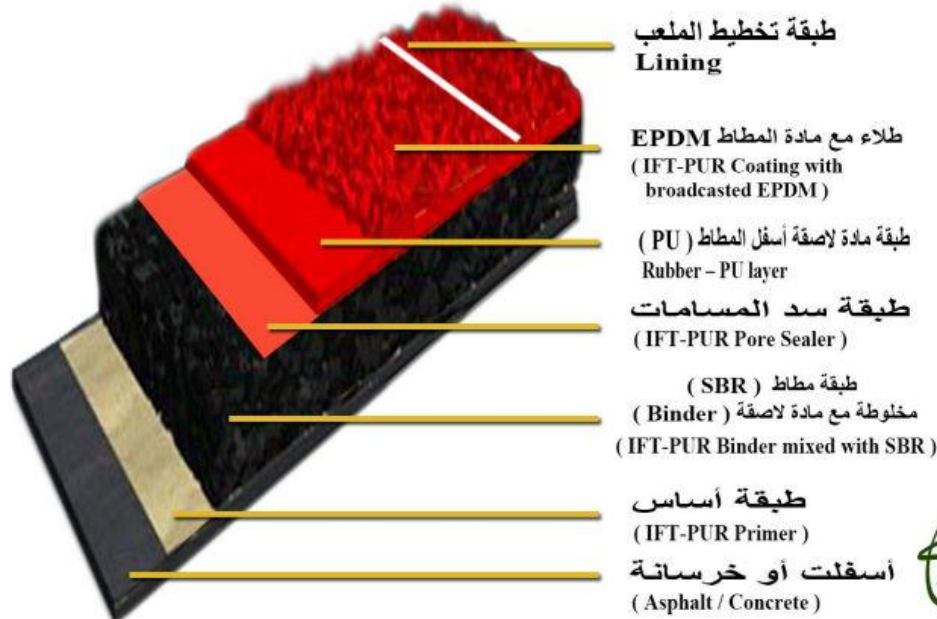 طبقة تخطيط الملعب
Lining
طلاء مع مادة المطاط EPDM
( IFT-PUR Coating with
broadcasted EPDM )
طبقة مادة لاصقة أسفل المطاط ( PU )
Rubber – PU layer
طبقة سد المسامات
( IFT-PUR Pore Sealer )
طبقة مطاط ( SBR )
مخلوطة مع مادة لاصقة ( Binder )
( IFT-PUR Binder mixed with SBR )
طبقة أساس
( IFT-PUR Primer )
أسفلت أو خرسانة
( Asphalt / Concrete )